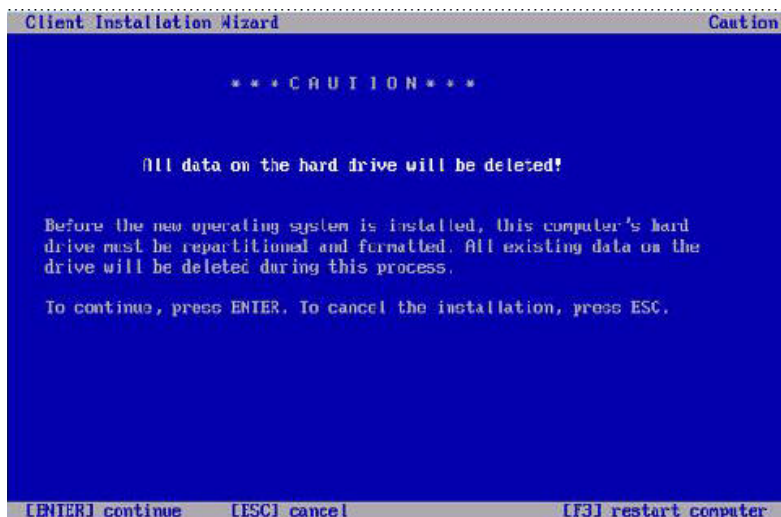 Client Installation Wizard Caution
* * * C A U T I O N * * *
All data on the hard drive will be deleted!
Before the new operating system is installed, this computer's hard
drive must be repartitioned and formatted. All existing data on the
drive will be deleted during this process.
To continue, press ENTER. To cancel the installation, press ESC.
[ENTER] continue [ESC] cancel [F3] restart computer